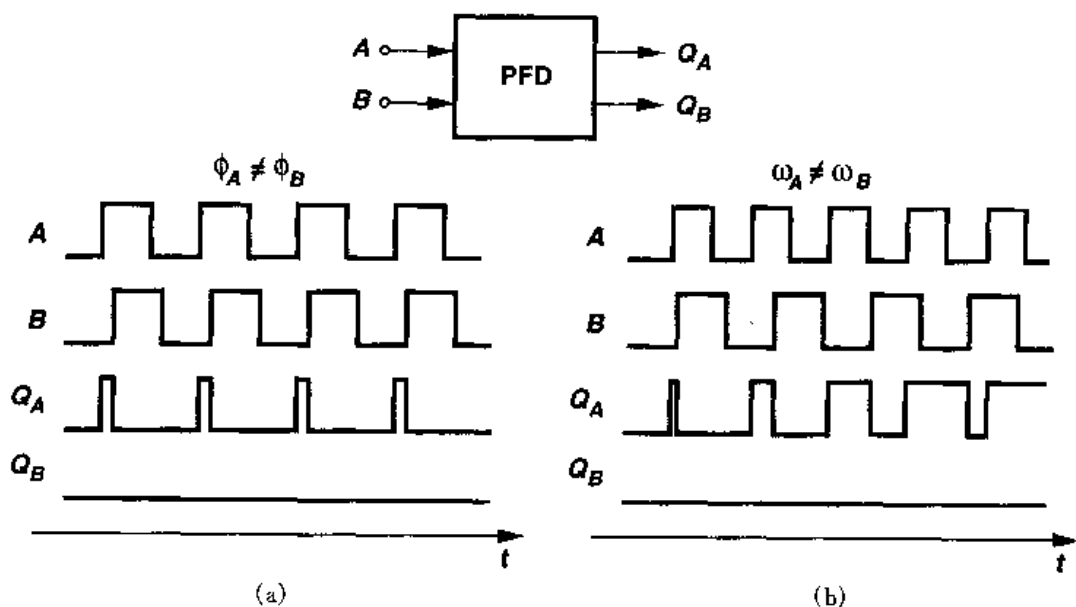 A
PFD
Q_A
B
Q_B
ϕ_A ≠ ϕ_B
A
B
Q_A
Q_B
t
(a)
ω_A ≠ ω_B
A
B
Q_A
Q_B
t
(b)